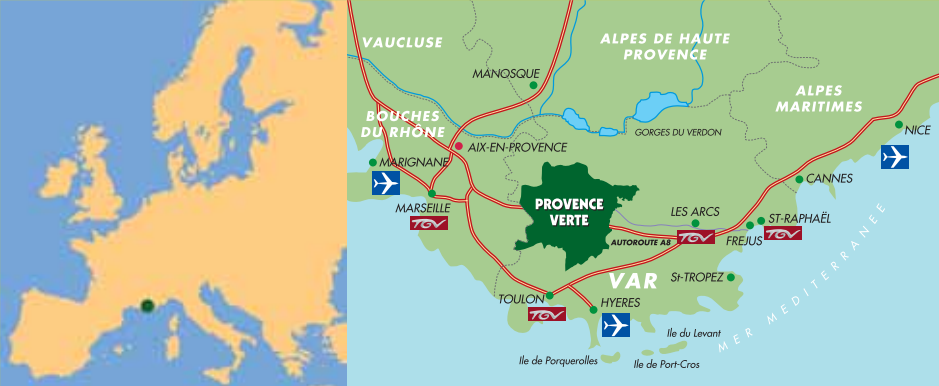 VAUCLUSE
ALPES DE HAUTE
PROVENCE
MANOSQUE
ALPES
MARITIMES
BOUCHES
DU RHÔNE
GORGES DU VERDON
NICE
AIX-EN-PROVENCE
MARIGNANE
CANNES
PROVENCE
VERTE
MARSEILLE
TGV
LES ARCS
TGV
ST-RAPHAËL
TGV
FREJUS
AUTOROUTE A8
VAR
St-TROPEZ
TOULON
TGV
HYERES
MER MEDITERRANEE
Ile du Levant
Ile de Porquerolles
Ile de Port-Cros